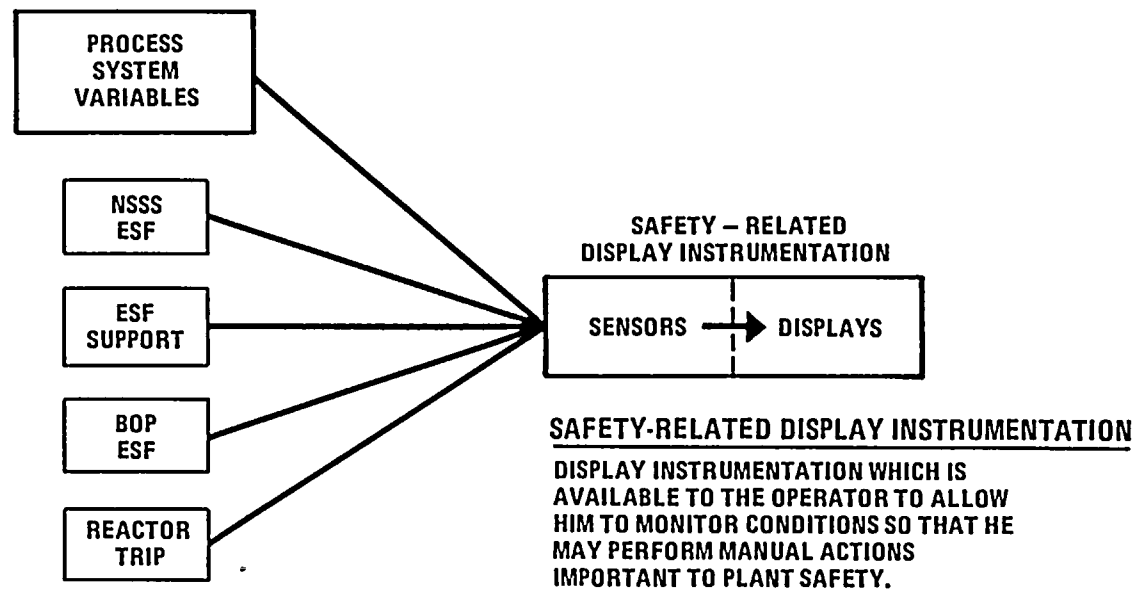 PROCESS
SYSTEM
VARIABLES
NSSS
ESF
ESF
SUPPORT
BOP
ESF
REACTOR
TRIP
SAFETY – RELATED
DISPLAY INSTRUMENTATION
SENSORS
DISPLAYS
SAFETY-RELATED DISPLAY INSTRUMENTATION
DISPLAY INSTRUMENTATION WHICH IS
AVAILABLE TO THE OPERATOR TO ALLOW
HIM TO MONITOR CONDITIONS SO THAT HE
MAY PERFORM MANUAL ACTIONS
IMPORTANT TO PLANT SAFETY.